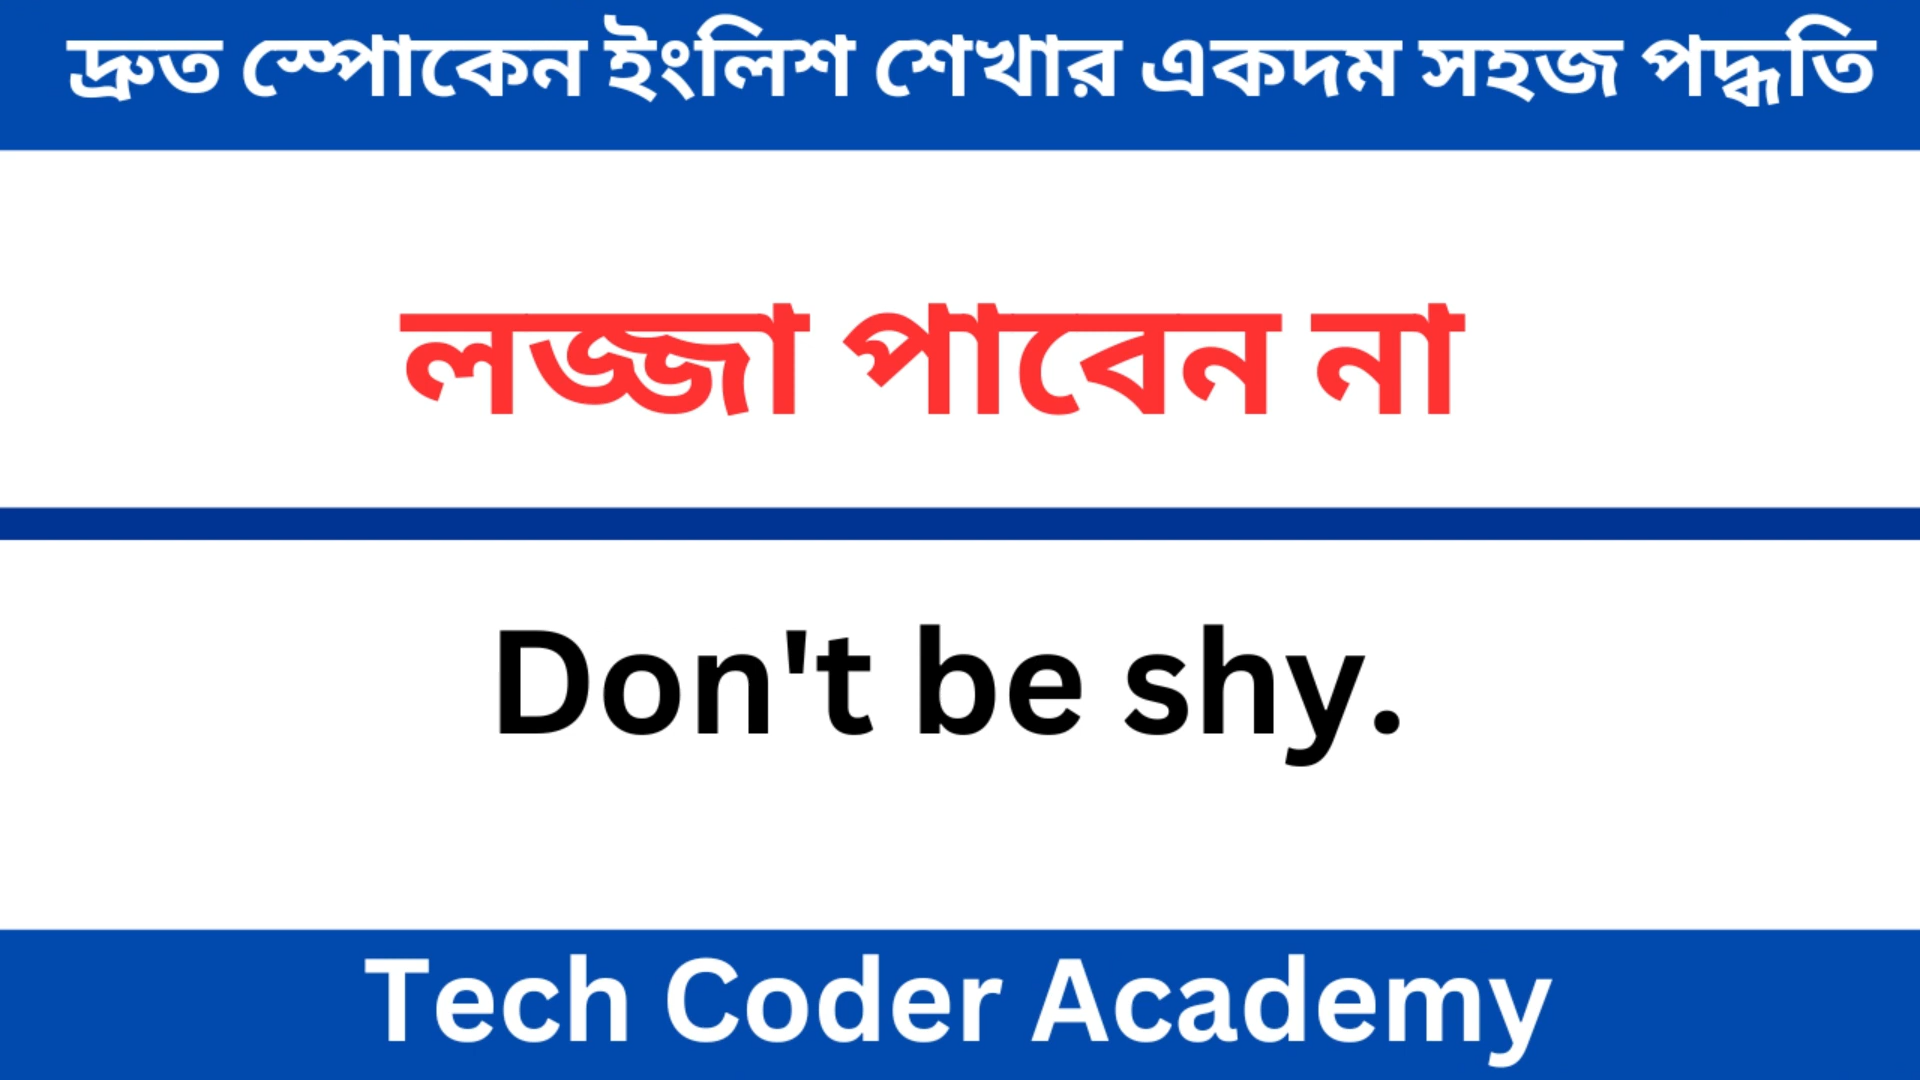 দ্রুত স্পোকেন ইংলিশ শেখার একদম সহজ পদ্ধতি
লজ্জা পাবেন না
Don't be shy.
Tech Coder Academy